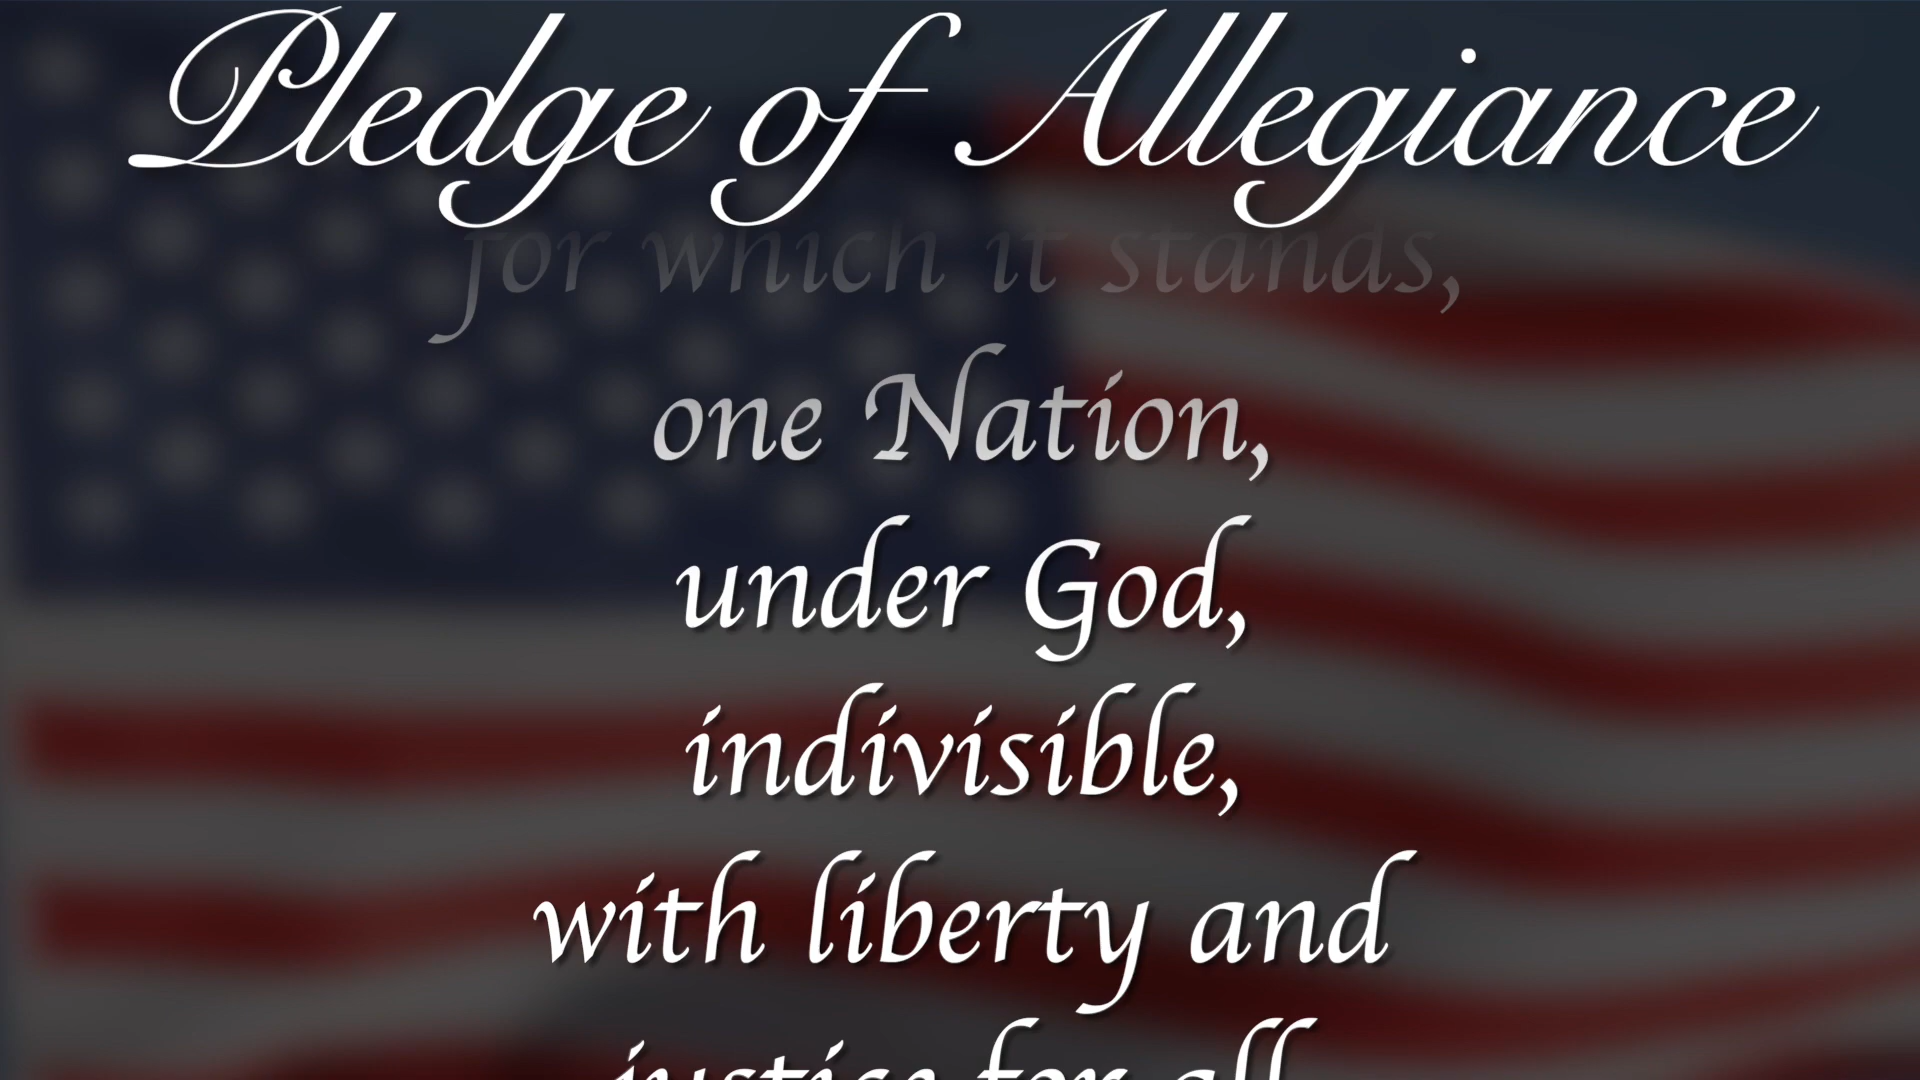 Pledge of Allegiance
for which it stands,
one Nation,
under God,
indivisible,
with liberty and
justice for all